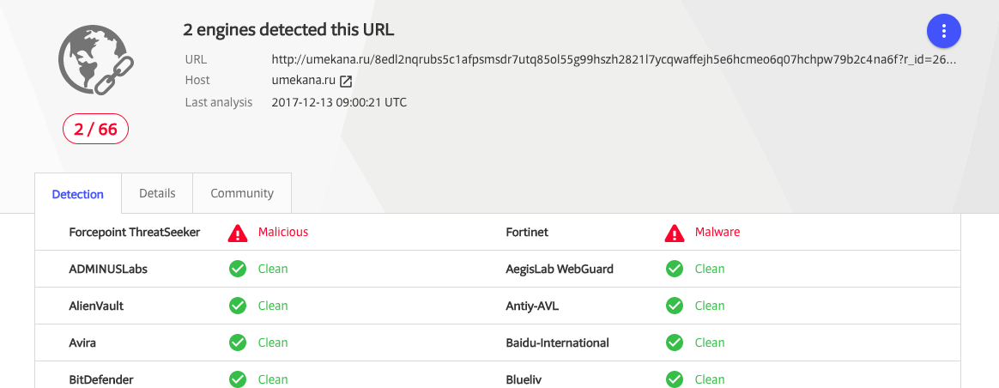 2 engines detected this URL
URL http://umekana.ru/8edl2nqrubs5c1afpsmsdr7utq85ol55g99hszh2821l7ycqwaffejh5e6hcmeo6q07hchpw79b2c4na6f?r_id=26...
Host umekana.ru
Last analysis 2017-12-13 09:00:21 UTC
2 / 66
Detection Details Community
Forcepoint ThreatSeeker Malicious Fortinet Malware
ADMINUSLabs Clean AegisLab WebGuard Clean
AlienVault Clean Antiy-AVL Clean
Avira Clean Baidu-International Clean
BitDefender Clean Blueliv Clean